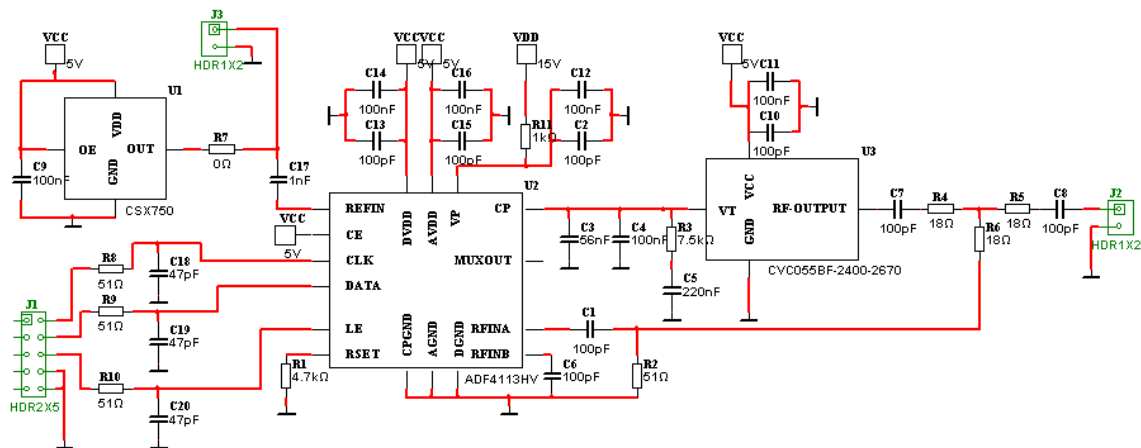 J3
HDR1X2
VCC
5V
U1
VDD
OE
OUT
GND
CSX750
C9
100nF
R7
0Ω
C17
1nF
VCC
5V
VCC
5V
VDD
15V
C14
100nF
C13
100pF
C16
100nF
C15
100pF
R11
1kΩ
C12
100nF
C2
100pF
VCC
5V
C11
100nF
C10
100pF
U2
REFIN
CE
CLK
DATA
LE
RSET
DVDD
AVDD
VP
CP
MUXOUT
RFINA
RFINB
CPGND
AGND
DGND
ADF4113HV
VCC
5V
R8
51Ω
C18
47pF
R9
51Ω
C19
47pF
R10
51Ω
C20
47pF
J1
HDR2X5
R1
4.7kΩ
C3
56nF
C4
100nF
R3
7.5kΩ
C5
220nF
C1
100pF
C6
100pF
R2
51Ω
U3
VT
VCC
RF-OUTPUT
GND
CVC055BF-2400-2670
C7
100pF
R4
18Ω
R5
18Ω
R6
18Ω
C8
100pF
J2
HDR1X2